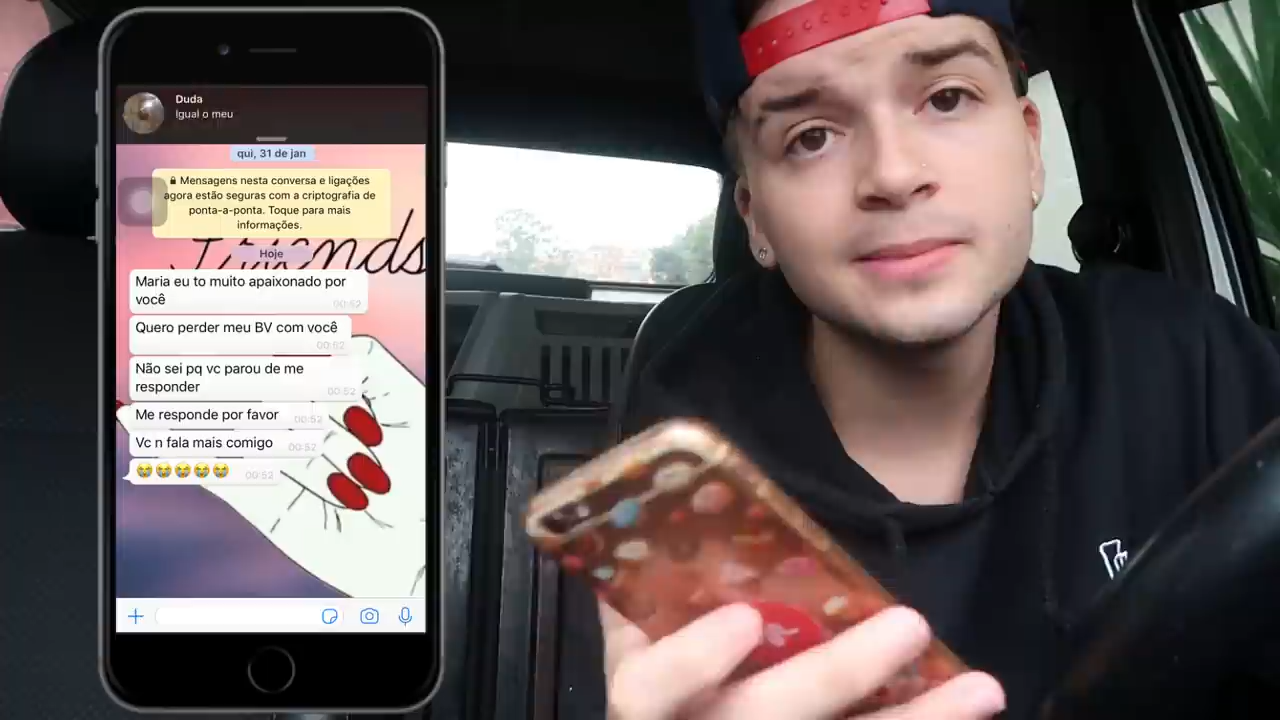 Duda
Igual o meu
qui, 31 de jan
Mensagens nesta conversa e ligações
agora estão seguras com a criptografia de
ponta-a-ponta. Toque para mais
informações.
Friends
Hoje
Maria eu to muito apaixonado por
você
00:52
Quero perder meu BV com você
00:52
Não sei pq vc parou de me
responder
00:52
Me responde por favor
00:52
Vc n fala mais comigo
00:52
😭😭😭😭😭
00:52